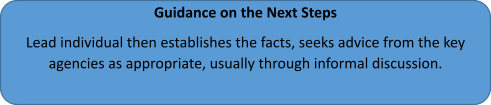 Guidance on the Next Steps
Lead individual then establishes the facts, seeks advice from the key
agencies as appropriate, usually through informal discussion.